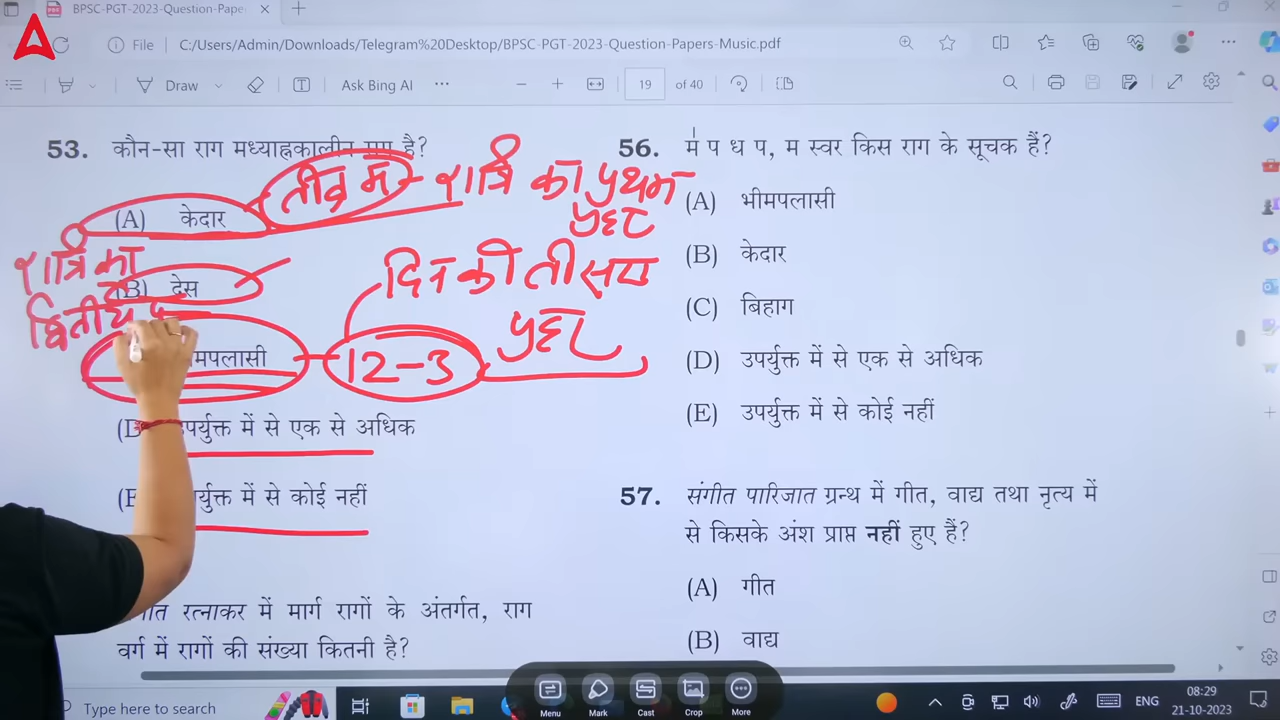 BPSC-PGT-2023-Question-Paper
File C:/Users/Admin/Downloads/Telegram%20Desktop/BPSC-PGT-2023-Question-Papers-Music.pdf
Draw Ask Bing AI 19 of 40
53. कौन-सा राग मध्याह्नकालीन राग है?
तीव्र म - रात्रि का प्रथम
प्रहर
(A) केदार
रात्रि का
(B) देस
दिन की तीसरा
प्रहर
द्वितीय
मपलासी
12-3
उपर्युक्त में से एक से अधिक
र्युक्त में से कोई नहीं
रत्नाकर में मार्ग रागों के अंतर्गत, राग
वर्ग में रागों की संख्या कितनी है?
56. म॑ प ध प, म स्वर किस राग के सूचक हैं?
(A) भीमपलासी
(B) केदार
(C) बिहाग
(D) उपर्युक्त में से एक से अधिक
(E) उपर्युक्त में से कोई नहीं
57. संगीत पारिजात ग्रन्थ में गीत, वाद्य तथा नृत्य में
से किसके अंश प्राप्त नहीं हुए हैं?
(A) गीत
(B) वाद्य
Menu Mark Cast Crop More
Type here to search
ENG
08:29
21-10-2023